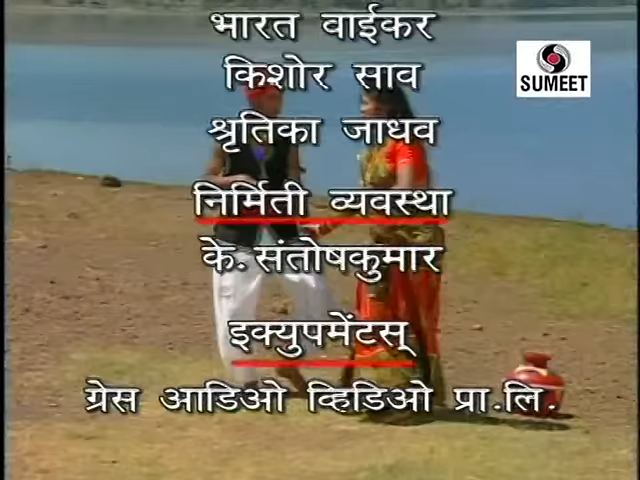 भारत वाईकर
किशोर साव
SUMEET
श्रृतिका जाधव
निर्मिती व्यवस्था
के. संतोषकुमार
इक्युपमेंटस्
ग्रेस आडिओ व्हिडिओ प्रा.लि.